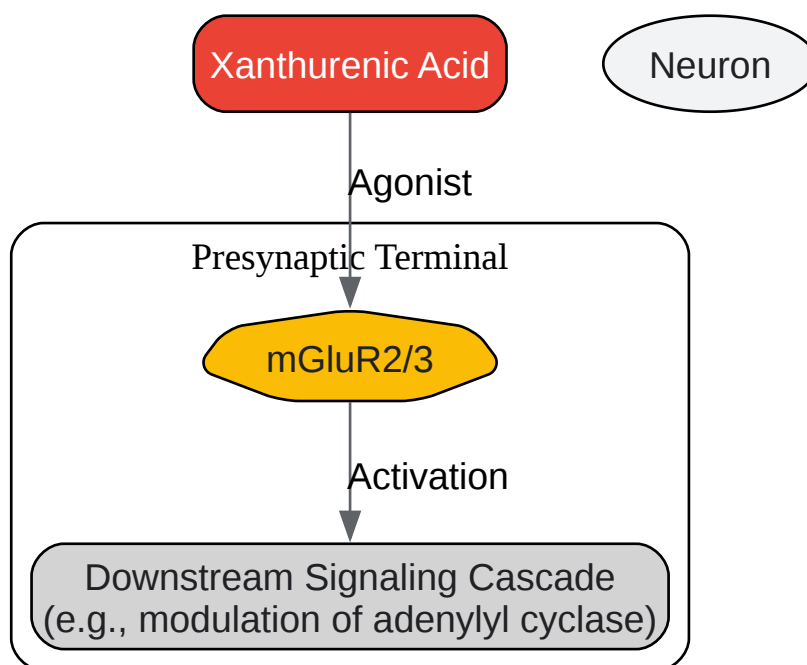 Xanthurenic Acid
Neuron
Agonist
Presynaptic Terminal
mGluR2/3
Activation
Downstream Signaling Cascade
(e.g., modulation of adenylyl cyclase)